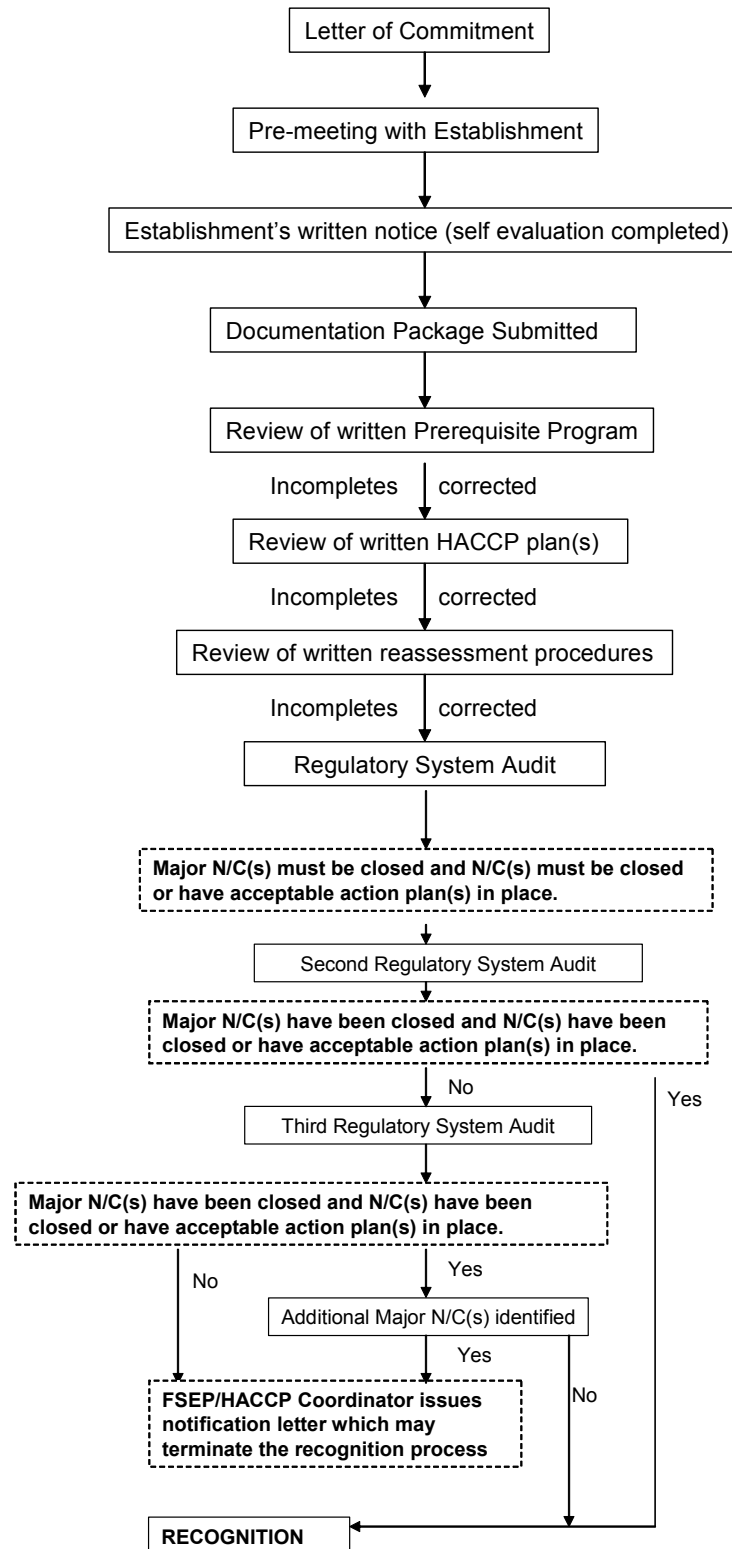 Letter of Commitment
Pre-meeting with Establishment
Establishment's written notice (self evaluation completed)
Documentation Package Submitted
Review of written Prerequisite Program
Incompletes corrected
Review of written HACCP plan(s)
Incompletes corrected
Review of written reassessment procedures
Incompletes corrected
Regulatory System Audit
Major N/C(s) must be closed and N/C(s) must be closed
or have acceptable action plan(s) in place.
Second Regulatory System Audit
Major N/C(s) have been closed and N/C(s) have been
closed or have acceptable action plan(s) in place.
No
Yes
Third Regulatory System Audit
Major N/C(s) have been closed and N/C(s) have been
closed or have acceptable action plan(s) in place.
No
Yes
Additional Major N/C(s) identified
Yes
No
FSEP/HACCP Coordinator issues
notification letter which may
terminate the recognition process
RECOGNITION